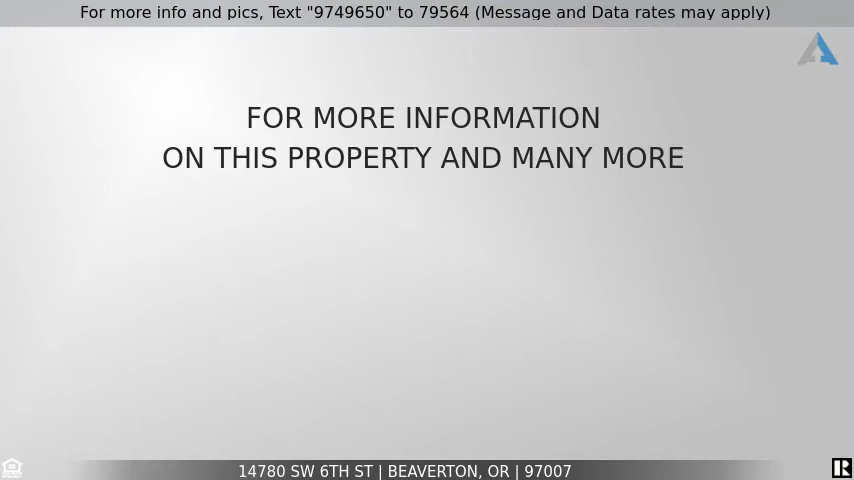 For more info and pics, Text "9749650" to 79564 (Message and Data rates may apply)
FOR MORE INFORMATION
ON THIS PROPERTY AND MANY MORE
14780 SW 6TH ST | BEAVERTON, OR | 97007